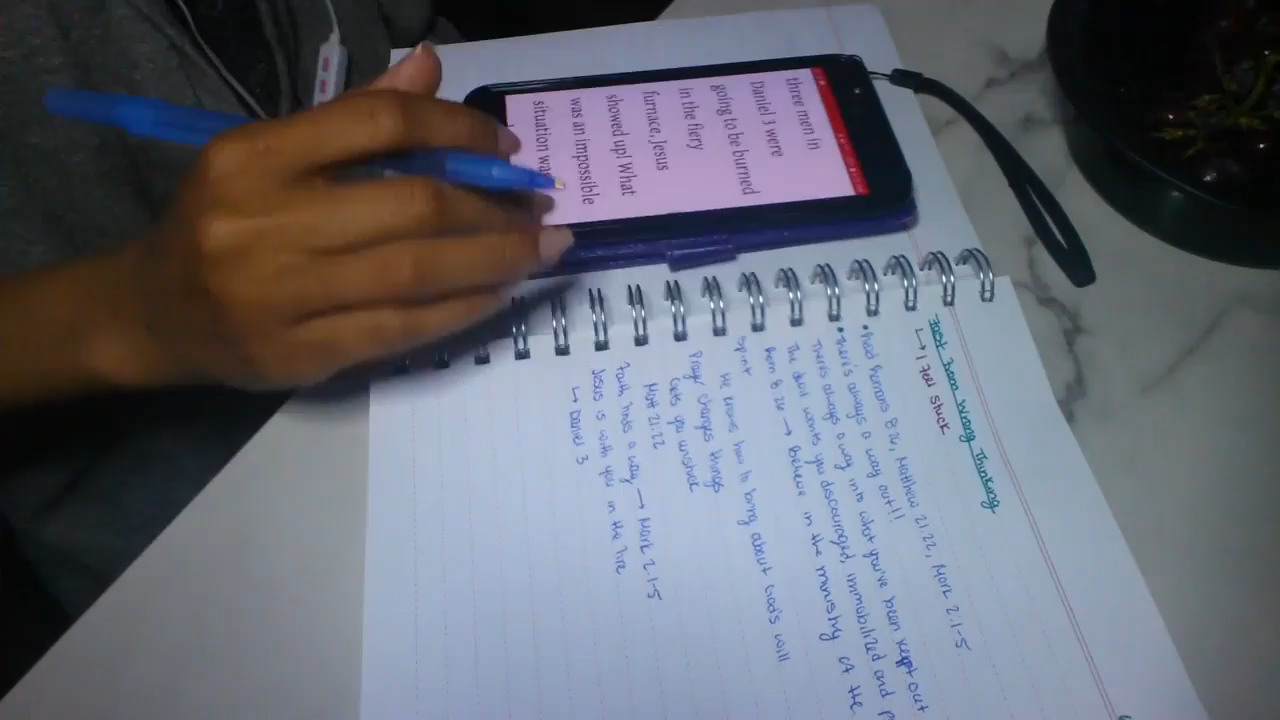 three men in
Daniel 3 were
going to be burned
in the fiery
furnace, Jesus
showed up! What
was an impossible
situation was
Fast From Wrong Thinking
↳ I feel stuck
• Read Romans 8:26, Matthew 21:22, Mark 2:1-5
• There's always a way out!!
There's always a way into what you've been kept out
The devil wants you discouraged, immobilized and
Rom 8:26 → Believe in the ministry of the
spirit
He knows how to bring about God's will
Prayer changes things
Gets you unstuck
Matt 21:22
Faith finds a way → Mark 2:1-5
Jesus is with you in the fire
↳ Daniel 3